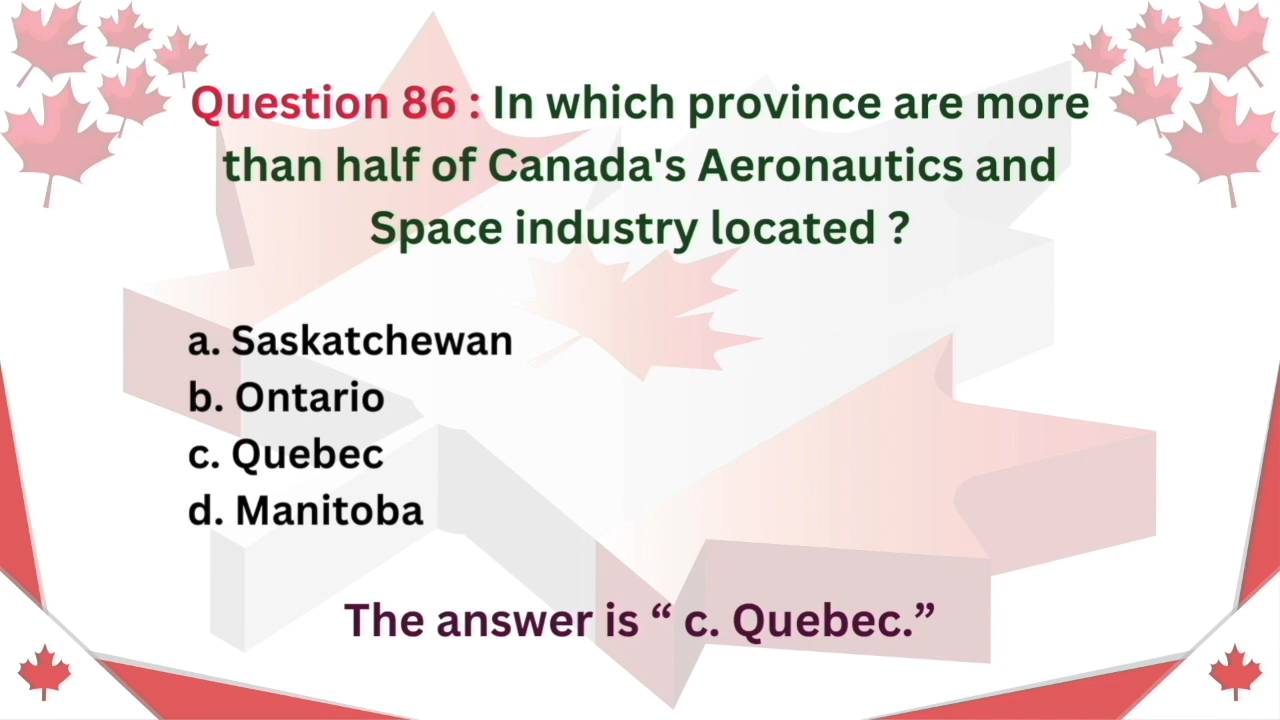 Question 86 : In which province are more
than half of Canada's Aeronautics and
Space industry located ?
a. Saskatchewan
b. Ontario
c. Quebec
d. Manitoba
The answer is “ c. Quebec.”